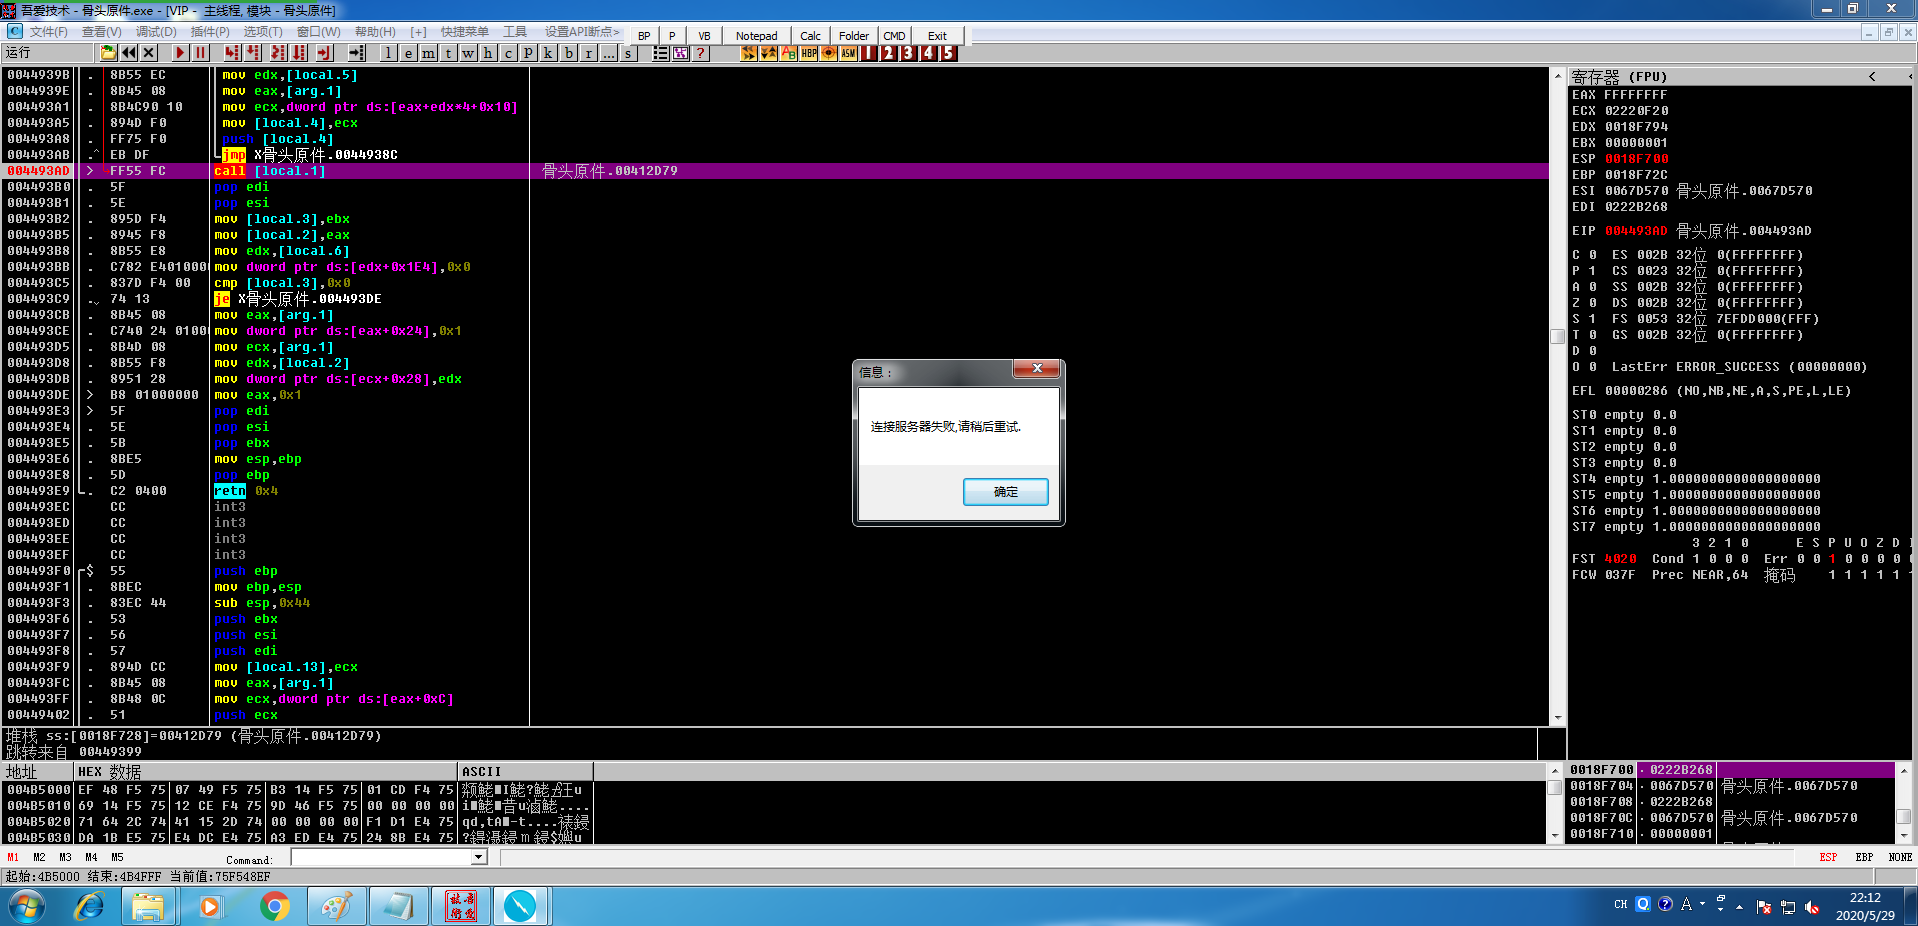 吾爱技术 - 骨头原件.exe - [VIP - 主线程, 模块 - 骨头原件]
文件(F) 查看(V) 调试(D) 插件(P) 选项(T) 窗口(W) 帮助(H) [+] 快捷菜单 工具 设置API断点> BP P VB Notepad Calc Folder CMD Exit
运行 l e m t w h c p k b r ... s ? HBP ASM 1 2 3 4 5
0044939B . 8B55 EC mov edx,[local.5]
0044939E . 8B45 08 mov eax,[arg.1]
004493A1 . 8B4C90 10 mov ecx,dword ptr ds:[eax+edx*4+0x10]
004493A5 . 894D F0 mov [local.4],ecx
004493A8 . FF75 F0 push [local.4]
004493AB .^ EB DF jmp X骨头原件.0044938C
004493AD > FF55 FC call [local.1] 骨头原件.00412D79
004493B0 . 5F pop edi
004493B1 . 5E pop esi
004493B2 . 895D F4 mov [local.3],ebx
004493B5 . 8945 F8 mov [local.2],eax
004493B8 . 8B55 E8 mov edx,[local.6]
004493BB . C782 E4010000 mov dword ptr ds:[edx+0x1E4],0x0
004493C5 . 837D F4 00 cmp [local.3],0x0
004493C9 . 74 13 je X骨头原件.004493DE
004493CB . 8B45 08 mov eax,[arg.1]
004493CE . C740 24 01000 mov dword ptr ds:[eax+0x24],0x1
004493D5 . 8B4D 08 mov ecx,[arg.1]
004493D8 . 8B55 F8 mov edx,[local.2]
004493DB . 8951 28 mov dword ptr ds:[ecx+0x28],edx
004493DE > B8 01000000 mov eax,0x1
004493E3 > 5F pop edi
004493E4 . 5E pop esi
004493E5 . 5B pop ebx
004493E6 . 8BE5 mov esp,ebp
004493E8 . 5D pop ebp
004493E9 . C2 0400 retn 0x4
004493EC CC int3
004493ED CC int3
004493EE CC int3
004493EF CC int3
004493F0 $ 55 push ebp
004493F1 . 8BEC mov ebp,esp
004493F3 . 83EC 44 sub esp,0x44
004493F6 . 53 push ebx
004493F7 . 56 push esi
004493F8 . 57 push edi
004493F9 . 894D CC mov [local.13],ecx
004493FC . 8B45 08 mov eax,[arg.1]
004493FF . 8B48 0C mov ecx,dword ptr ds:[eax+0xC]
00449402 . 51 push ecx
堆栈 ss:[0018F728]=00412D79 (骨头原件.00412D79)
跳转来自 00449399
信息：
连接服务器失败,请稍后重试.
确定
寄存器 (FPU) < <
EAX FFFFFFFF
ECX 02220F20
EDX 0018F794
EBX 00000001
ESP 0018F700
EBP 0018F72C
ESI 0067D570 骨头原件.0067D570
EDI 0222B268
EIP 004493AD 骨头原件.004493AD
C 0 ES 002B 32位 0(FFFFFFFF)
P 1 CS 0023 32位 0(FFFFFFFF)
A 0 SS 002B 32位 0(FFFFFFFF)
Z 0 DS 002B 32位 0(FFFFFFFF)
S 1 FS 0053 32位 7EFDD000(FFF)
T 0 GS 002B 32位 0(FFFFFFFF)
D 0
O 0 LastErr ERROR_SUCCESS (00000000)
EFL 00000286 (NO,NB,NE,A,S,PE,L,LE)
ST0 empty 0.0
ST1 empty 0.0
ST2 empty 0.0
ST3 empty 0.0
ST4 empty 1.0000000000000000000
ST5 empty 1.0000000000000000000
ST6 empty 1.0000000000000000000
ST7 empty 1.0000000000000000000
3 2 1 0 E S P U O Z D I
FST 4020 Cond 1 0 0 0 Err 0 0 1 0 0 0 0 0
FCW 037F Prec NEAR,64 掩码 1 1 1 1 1 1
地址 HEX 数据 ASCII
004B5000 EF 48 F5 75 07 49 F5 75 B3 14 F5 75 01 CD F4 75
004B5010 69 14 F5 75 12 CE F4 75 9D 46 F5 75 00 00 00 00
004B5020 71 64 2C 74 41 15 2D 74 00 00 00 00 F1 D1 E4 75
004B5030 DA 1B E5 75 E4 DC E4 75 A3 ED E4 75 24 8B E4 75
0018F700 0222B268
0018F704 0067D570 骨头原件.0067D570
0018F708 0222B268
0018F70C 0067D570 骨头原件.0067D570
0018F710 00000001
M1 M2 M3 M4 M5 Command: ESP EBP NONE
起始:4B5000 结束:4B4FFF 当前值:75F548EF
CH 22:12
2020/5/29